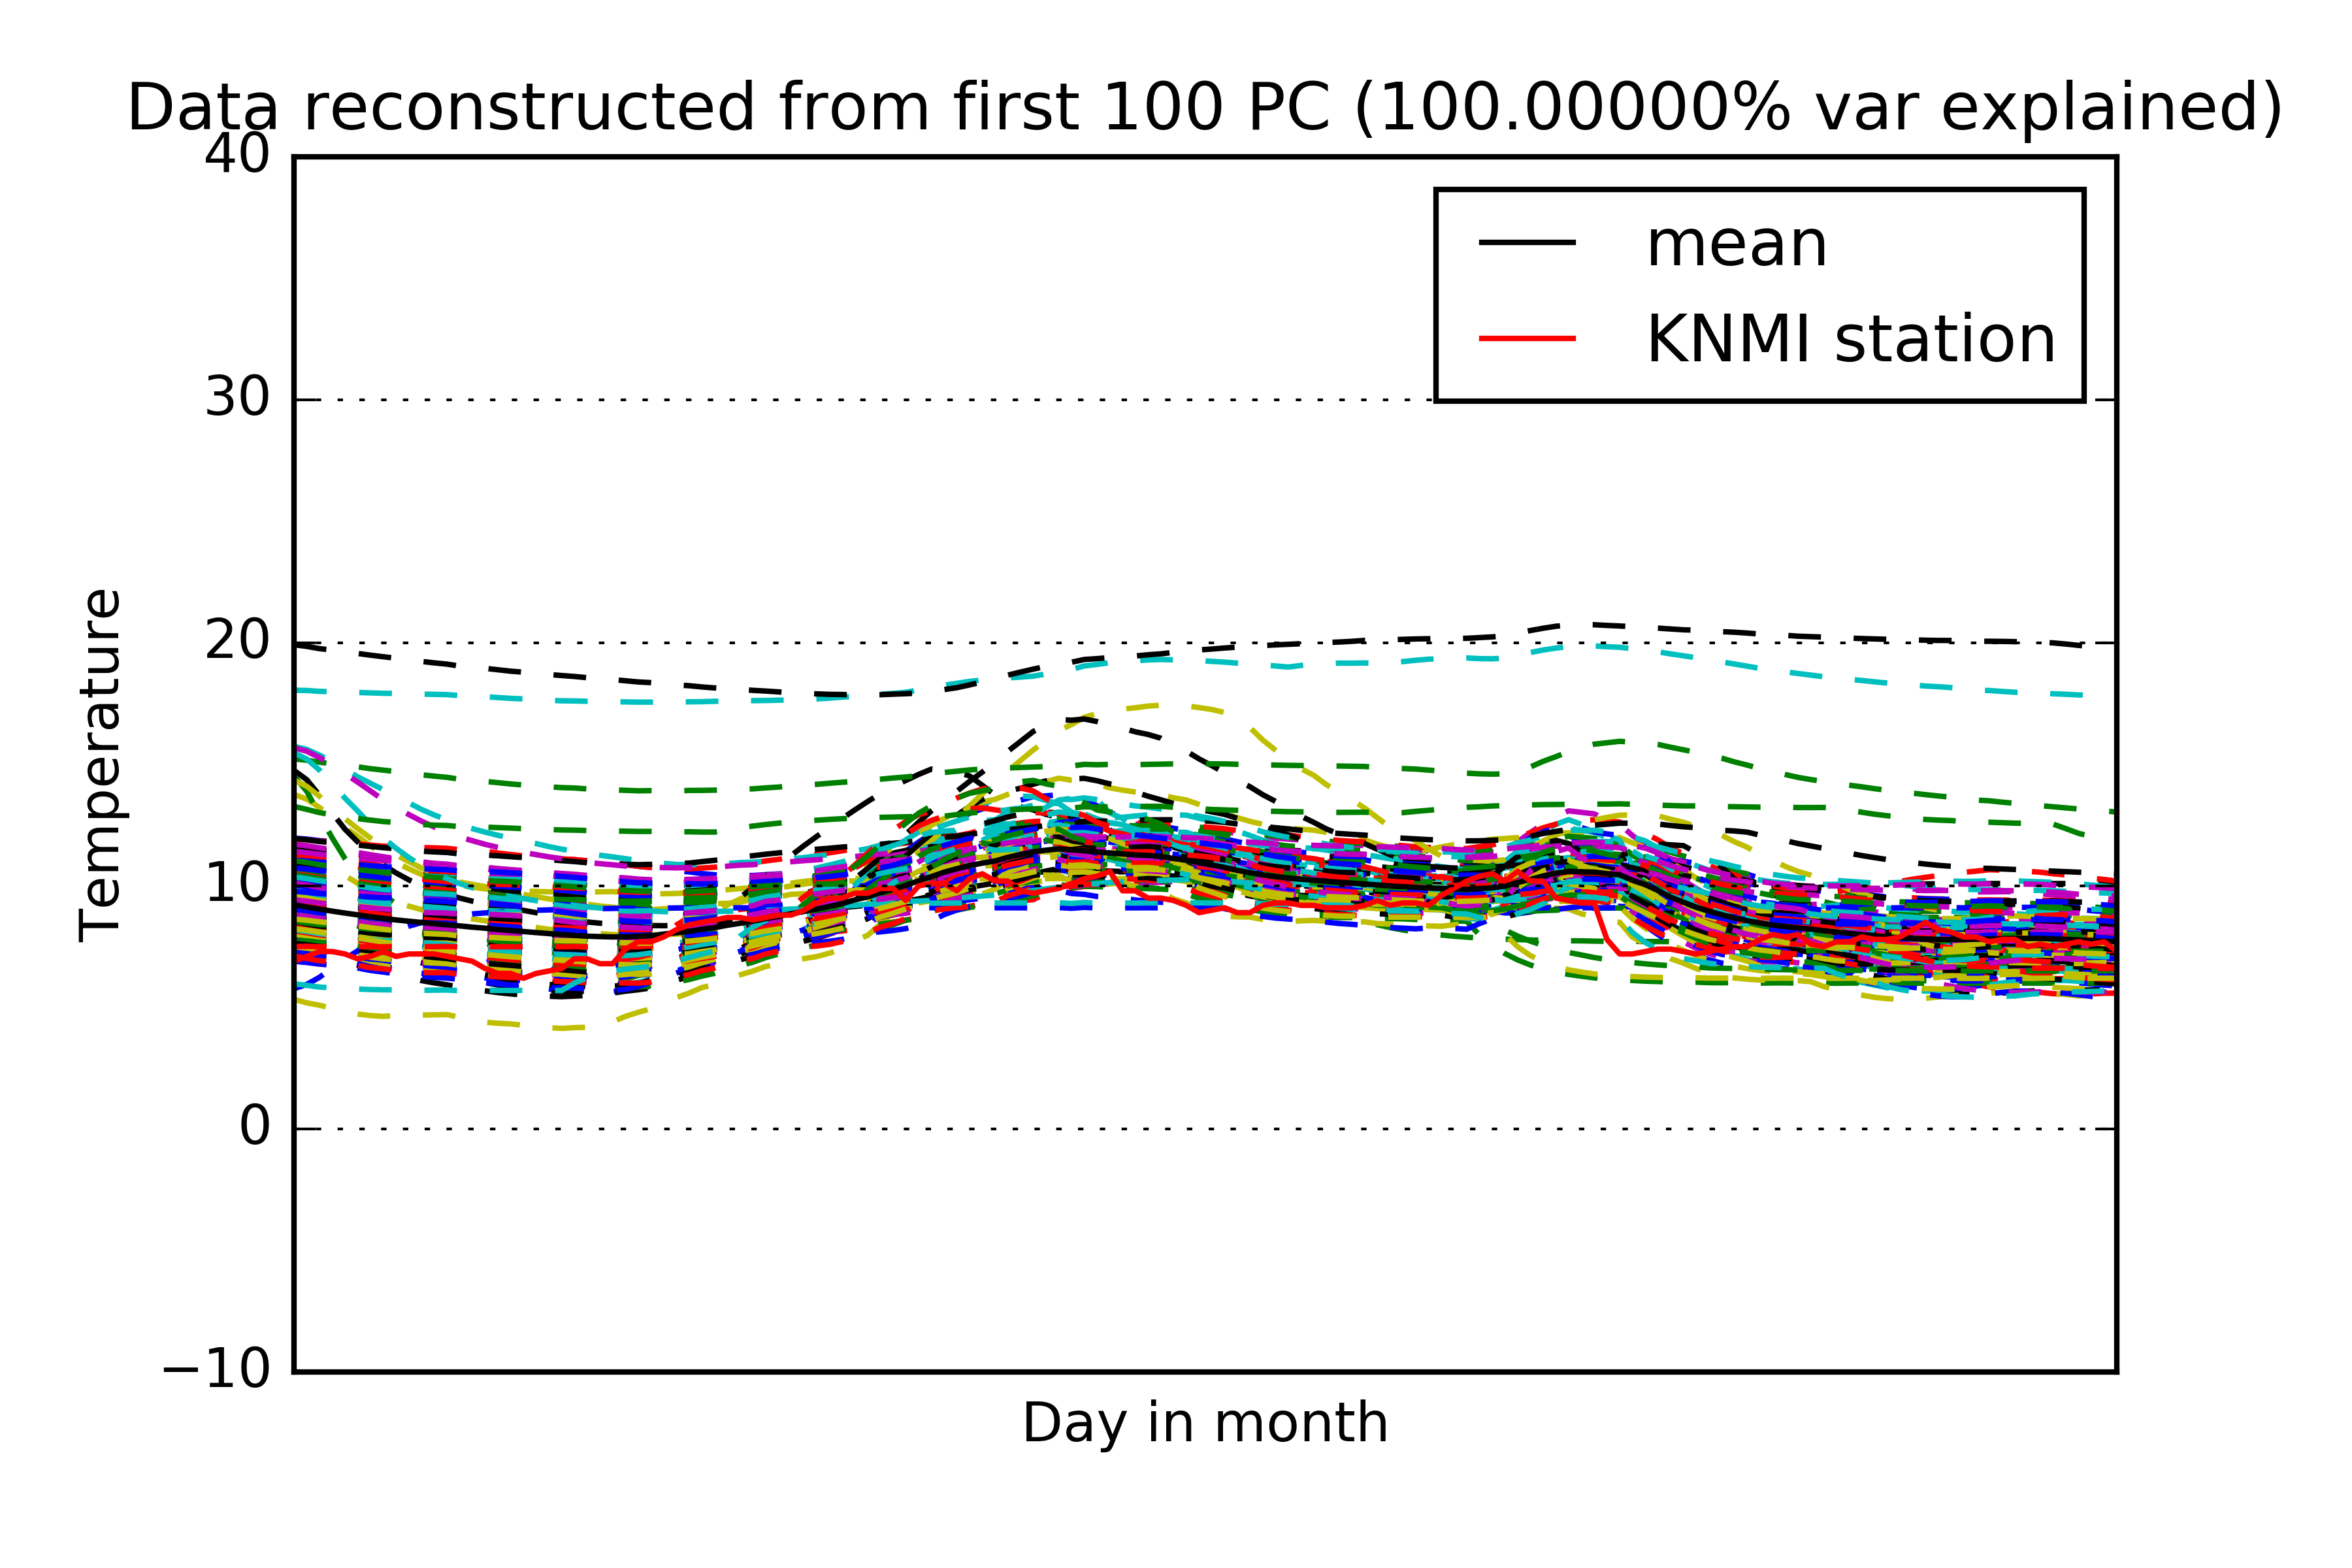 Data reconstructed from first 100 PC (100.00000% var explained)
40
30
20
10
0
−10
Temperature
mean
KNMI station
Day in month